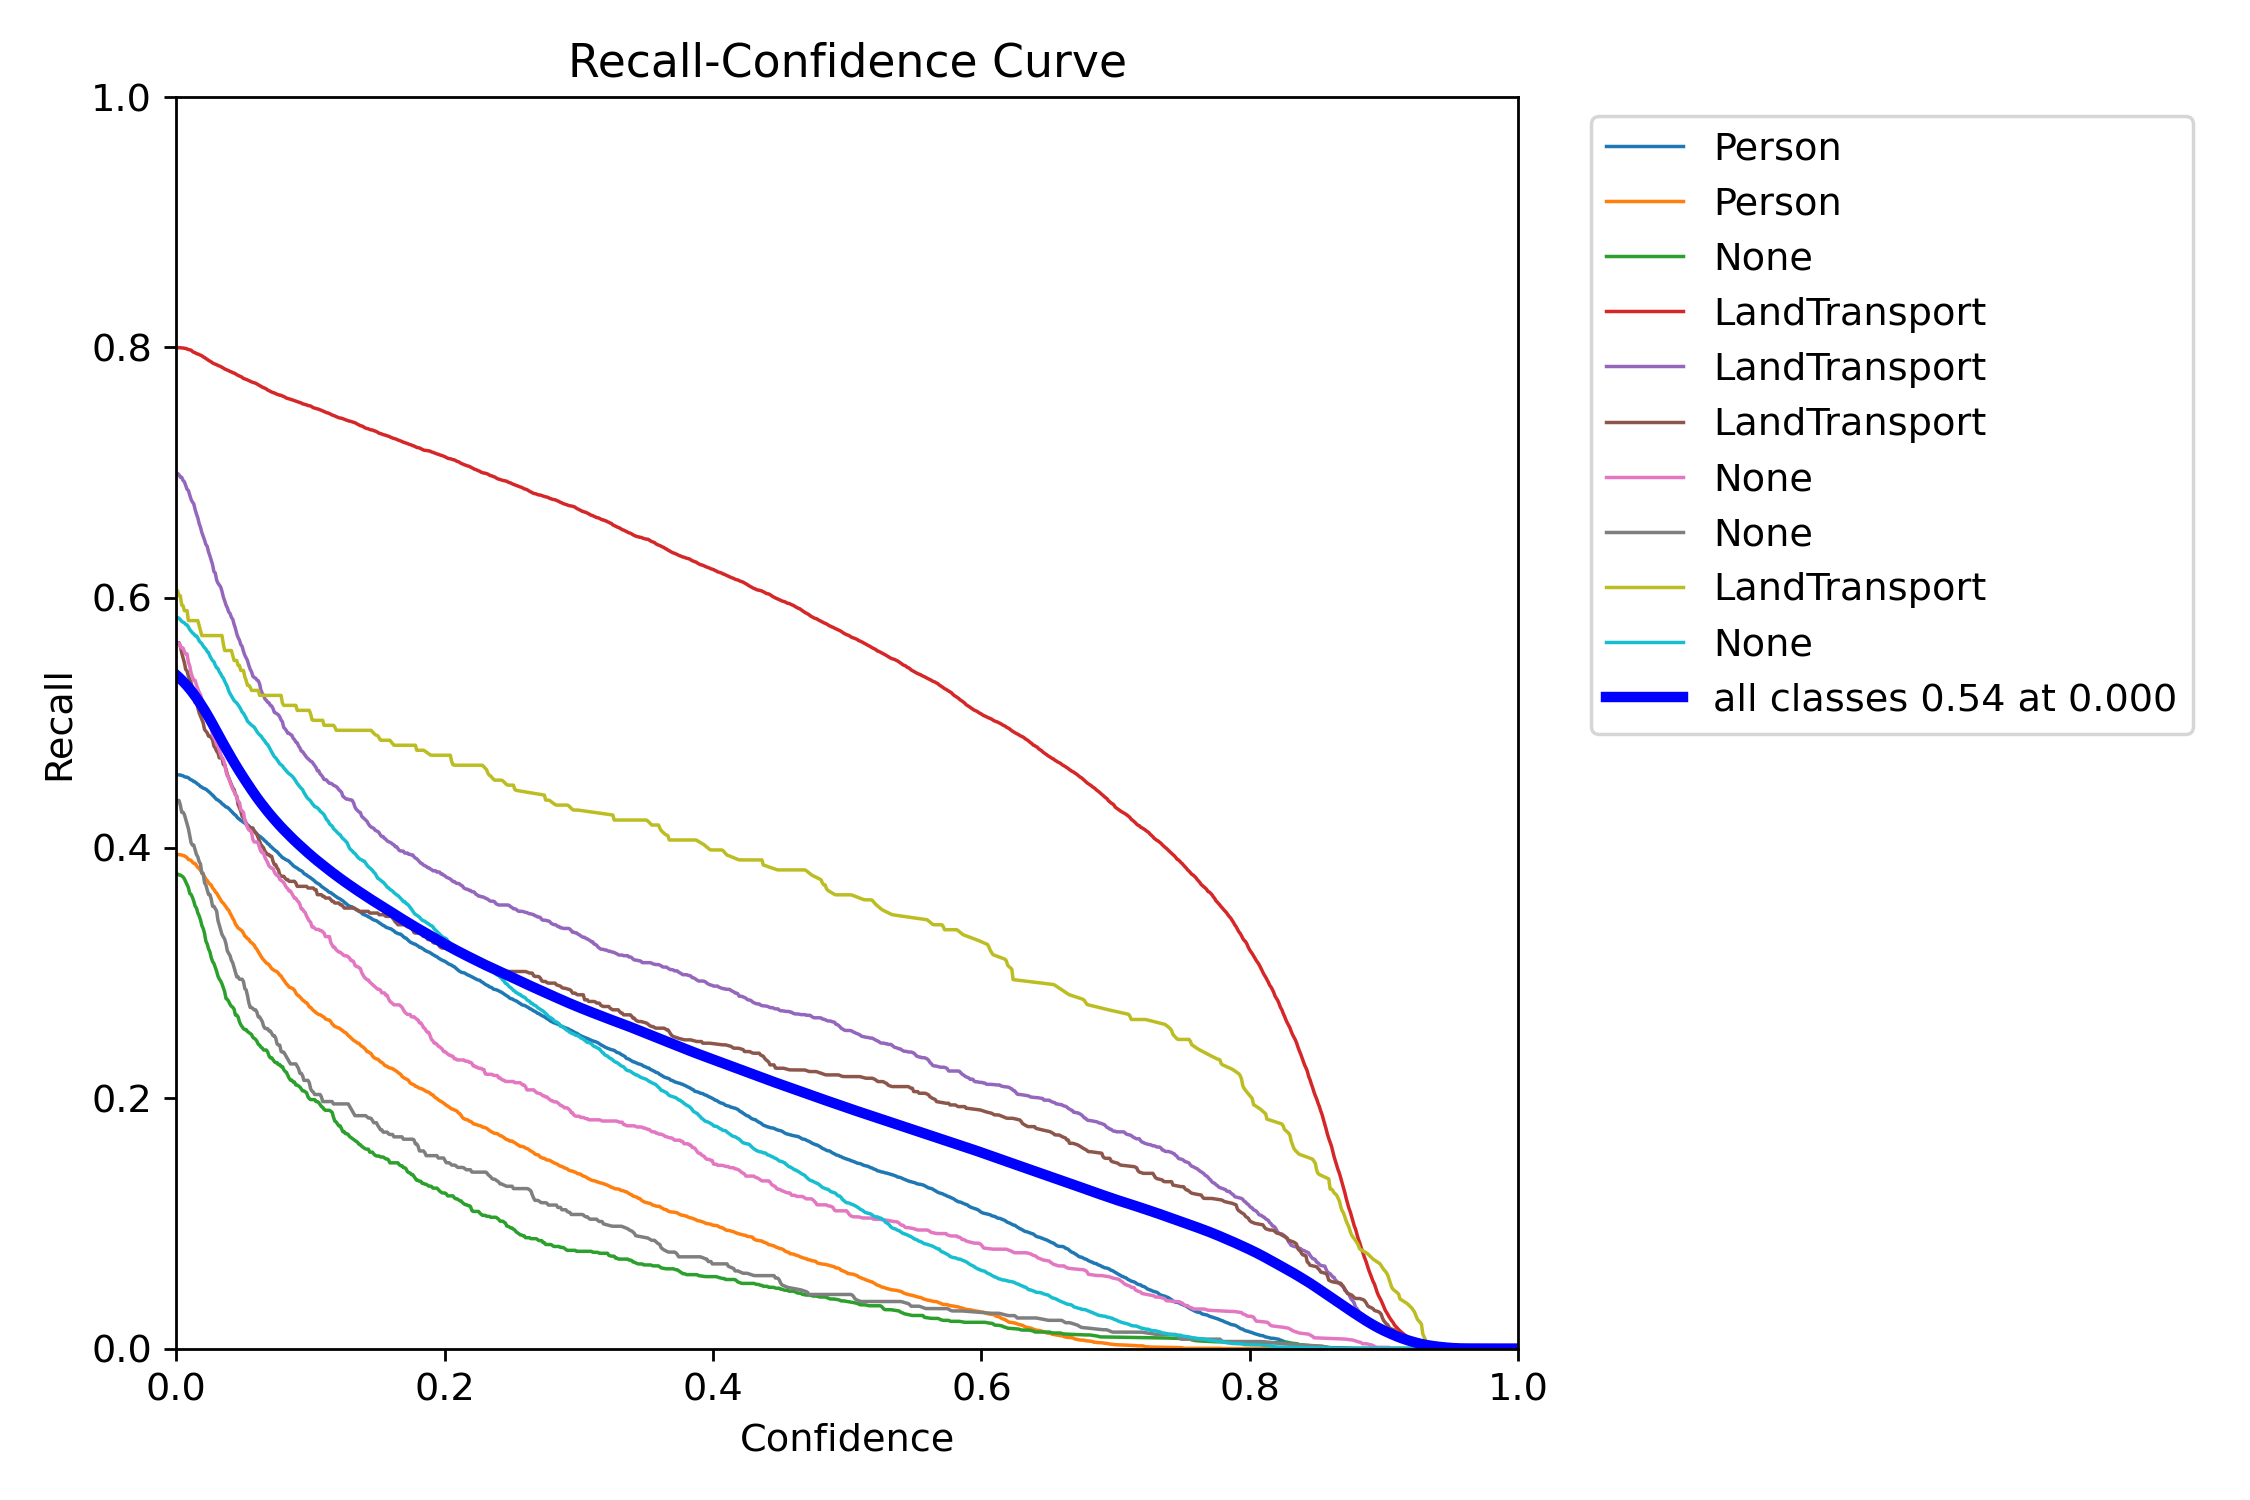 Recall-Confidence Curve
1.0
0.8
0.6
0.4
0.2
0.0
Recall
0.0 0.2 0.4 0.6 0.8 1.0
Confidence
Person
Person
None
LandTransport
LandTransport
LandTransport
None
None
LandTransport
None
all classes 0.54 at 0.000